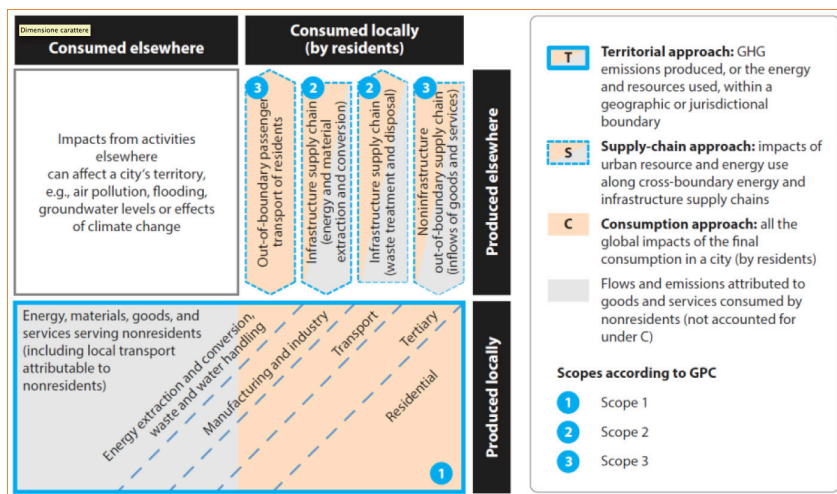 Dimensione carattere
Consumed elsewhere
Consumed locally
(by residents)
Impacts from activities
elsewhere
can affect a city's territory,
e.g., air pollution, flooding,
groundwater levels or effects
of climate change
3
Out-of-boundary passenger
transport of residents
2
Infrastructure supply chain
(energy and material
extraction and conversion)
2
Infrastructure supply chain
(waste treatment and disposal)
3
Noninfrastructure
out-of-boundary supply chain
(inflows of goods and services)
Produced elsewhere
Energy, materials, goods, and
services serving nonresidents
(including local transport
attributable to
nonresidents)
Energy extraction and conversion,
waste and water handling
Manufacturing and industry
Transport
Tertiary
Residential
1
Produced locally
T
Territorial approach: GHG
emissions produced, or the energy
and resources used, within a
geographic or jurisdictional
boundary
S
Supply-chain approach: impacts of
urban resource and energy use
along cross-boundary energy and
infrastructure supply chains
C
Consumption approach: all the
global impacts of the final
consumption in a city (by residents)
Flows and emissions attributed to
goods and services consumed by
nonresidents (not accounted for
under C)
Scopes according to GPC
1 Scope 1
2 Scope 2
3 Scope 3